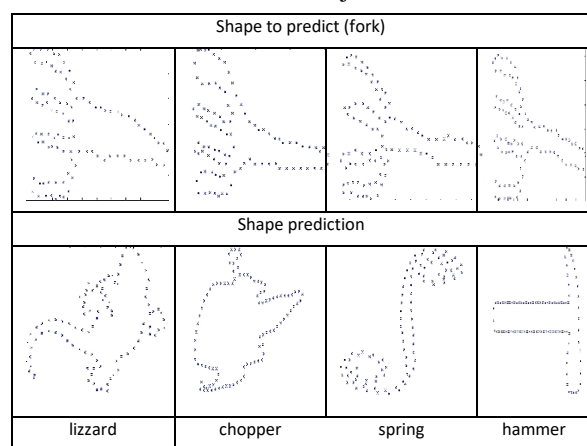 Shape to predict (fork)
Shape prediction
lizzard chopper spring hammer